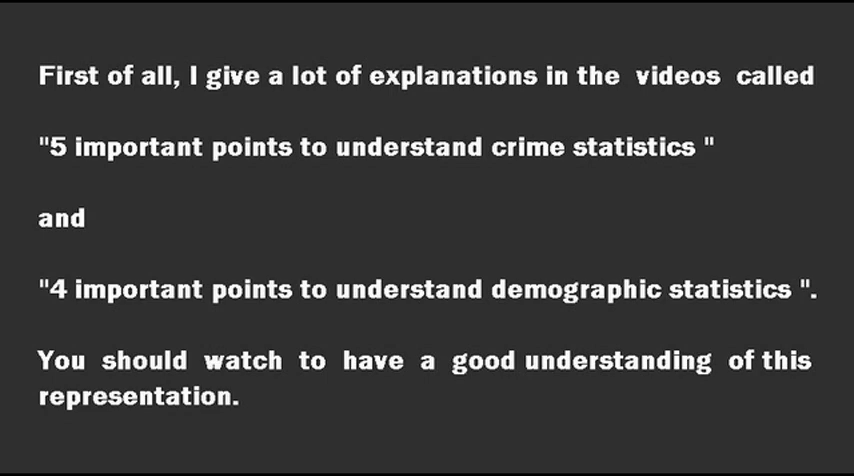 First of all, I give a lot of explanations in the videos called
"5 important points to understand crime statistics "
and
"4 important points to understand demographic statistics ".
You should watch to have a good understanding of this
representation.